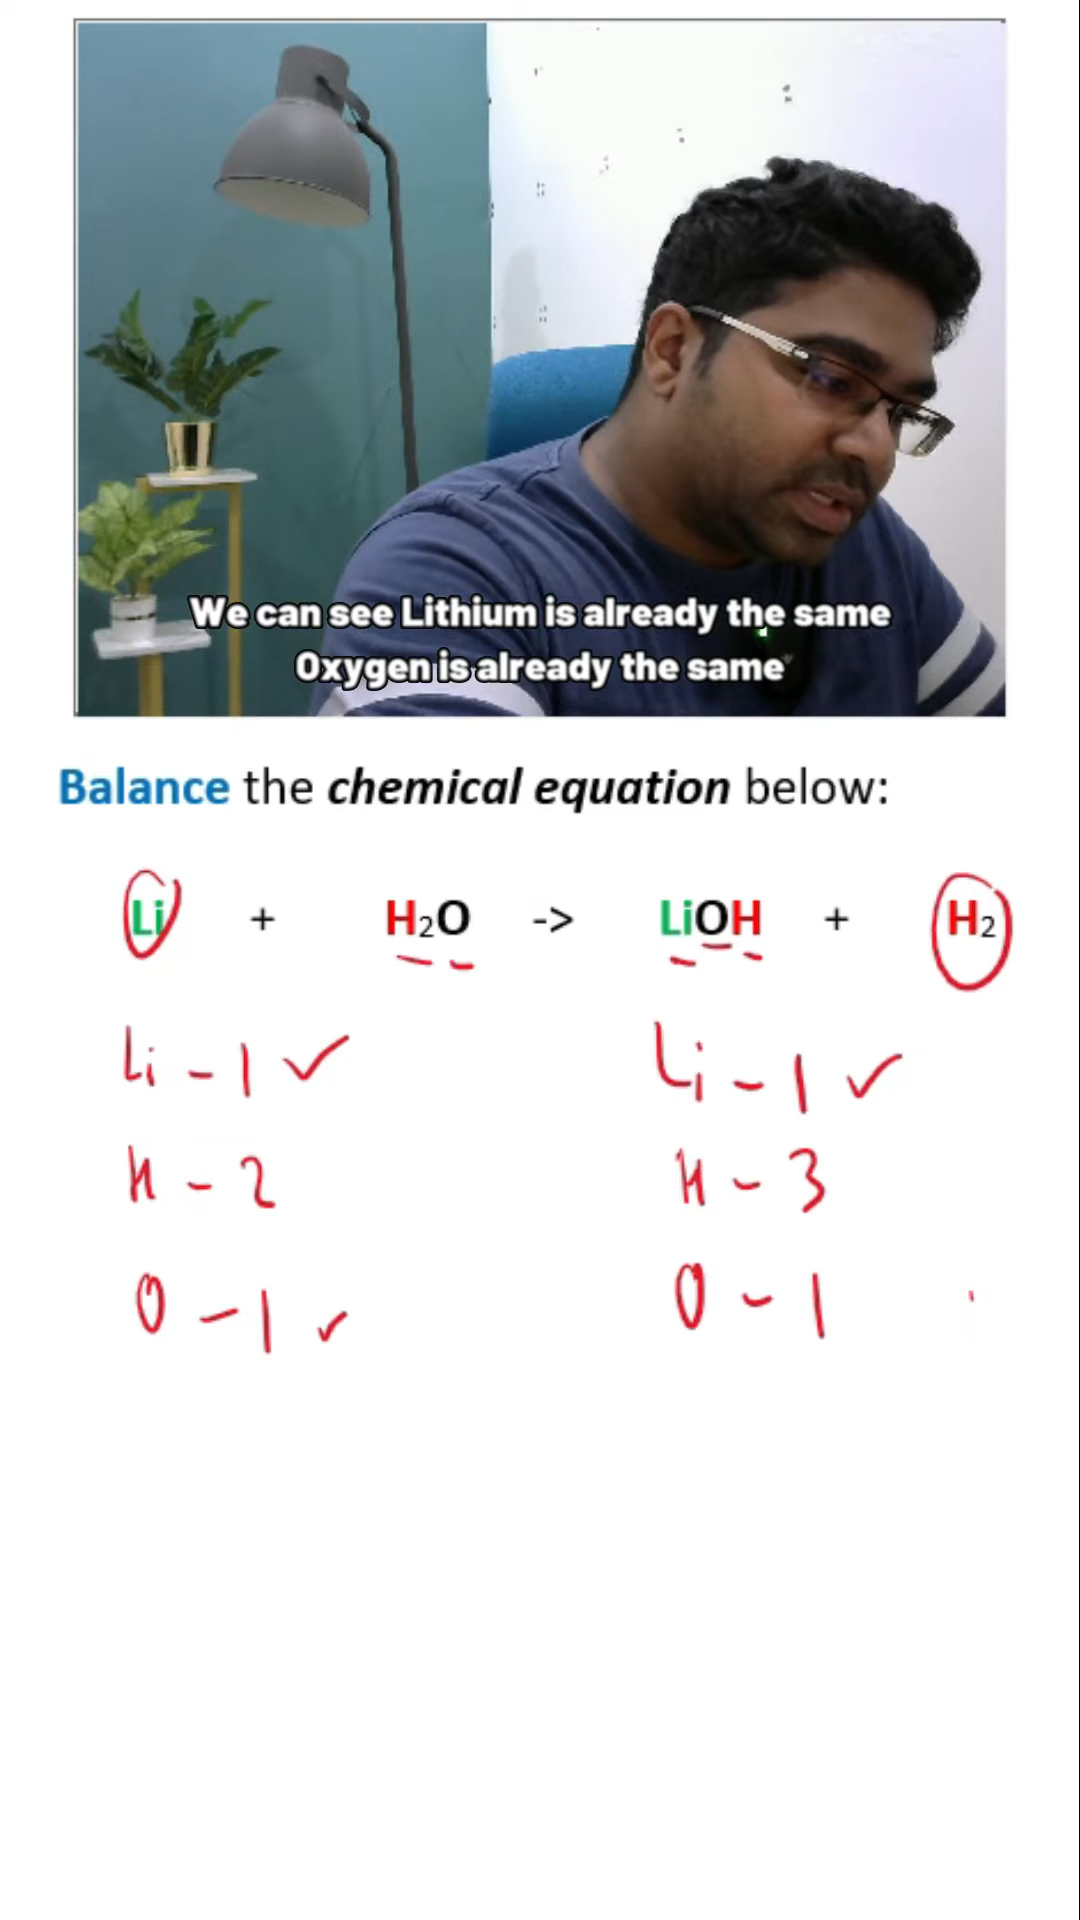 We can see Lithium is already the same
Oxygen is already the same
Balance the chemical equation below:
Li + H₂O -> LiOH + H₂
Li - 1 ✓ Li - 1 ✓
H - 2 H - 3
O - 1 ✓ O - 1